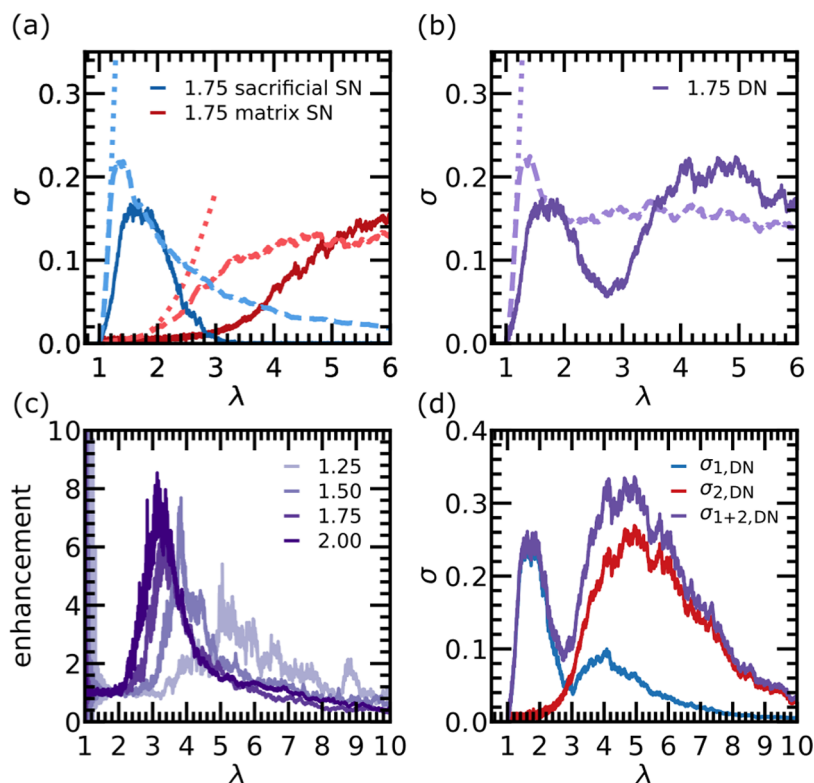 (a)
σ
0.3
0.2
0.1
0.0
1.75 sacrificial SN
1.75 matrix SN
1 2 3 4 5 6
λ
(b)
σ
0.3
0.2
0.1
0.0
1.75 DN
1 2 3 4 5 6
λ
(c)
enhancement
10
8
6
4
2
0
1.25
1.50
1.75
2.00
1 2 3 4 5 6 7 8 9 10
λ
(d)
σ
0.4
0.3
0.2
0.1
0.0
σ1,DN
σ2,DN
σ1+2,DN
1 2 3 4 5 6 7 8 9 10
λ